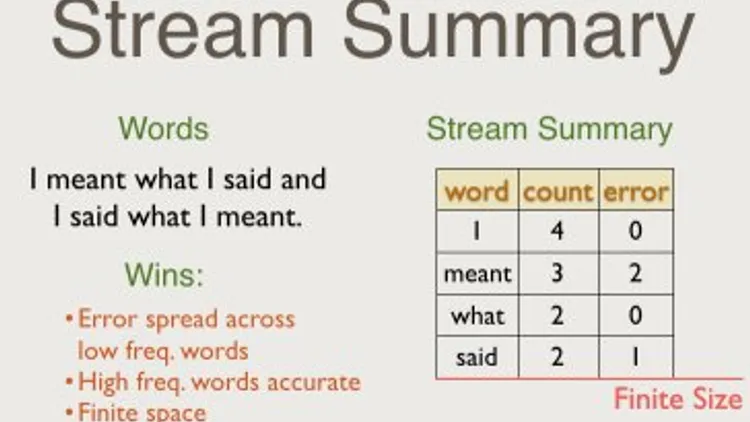 Stream Summary
Words
I meant what I said and
I said what I meant.
Wins:
•Error spread across
low freq. words
•High freq. words accurate
•Finite space
Stream Summary
word count error
I 4 0
meant 3 2
what 2 0
said 2 1
Finite Size